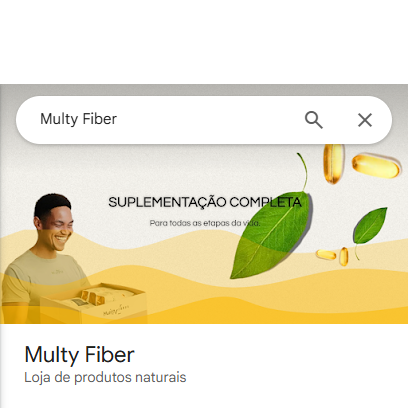 Multy Fiber
SUPLEMENTAÇÃO COMPLETA
Para todas as etapas da vida.
Multy Fiber
Loja de produtos naturais